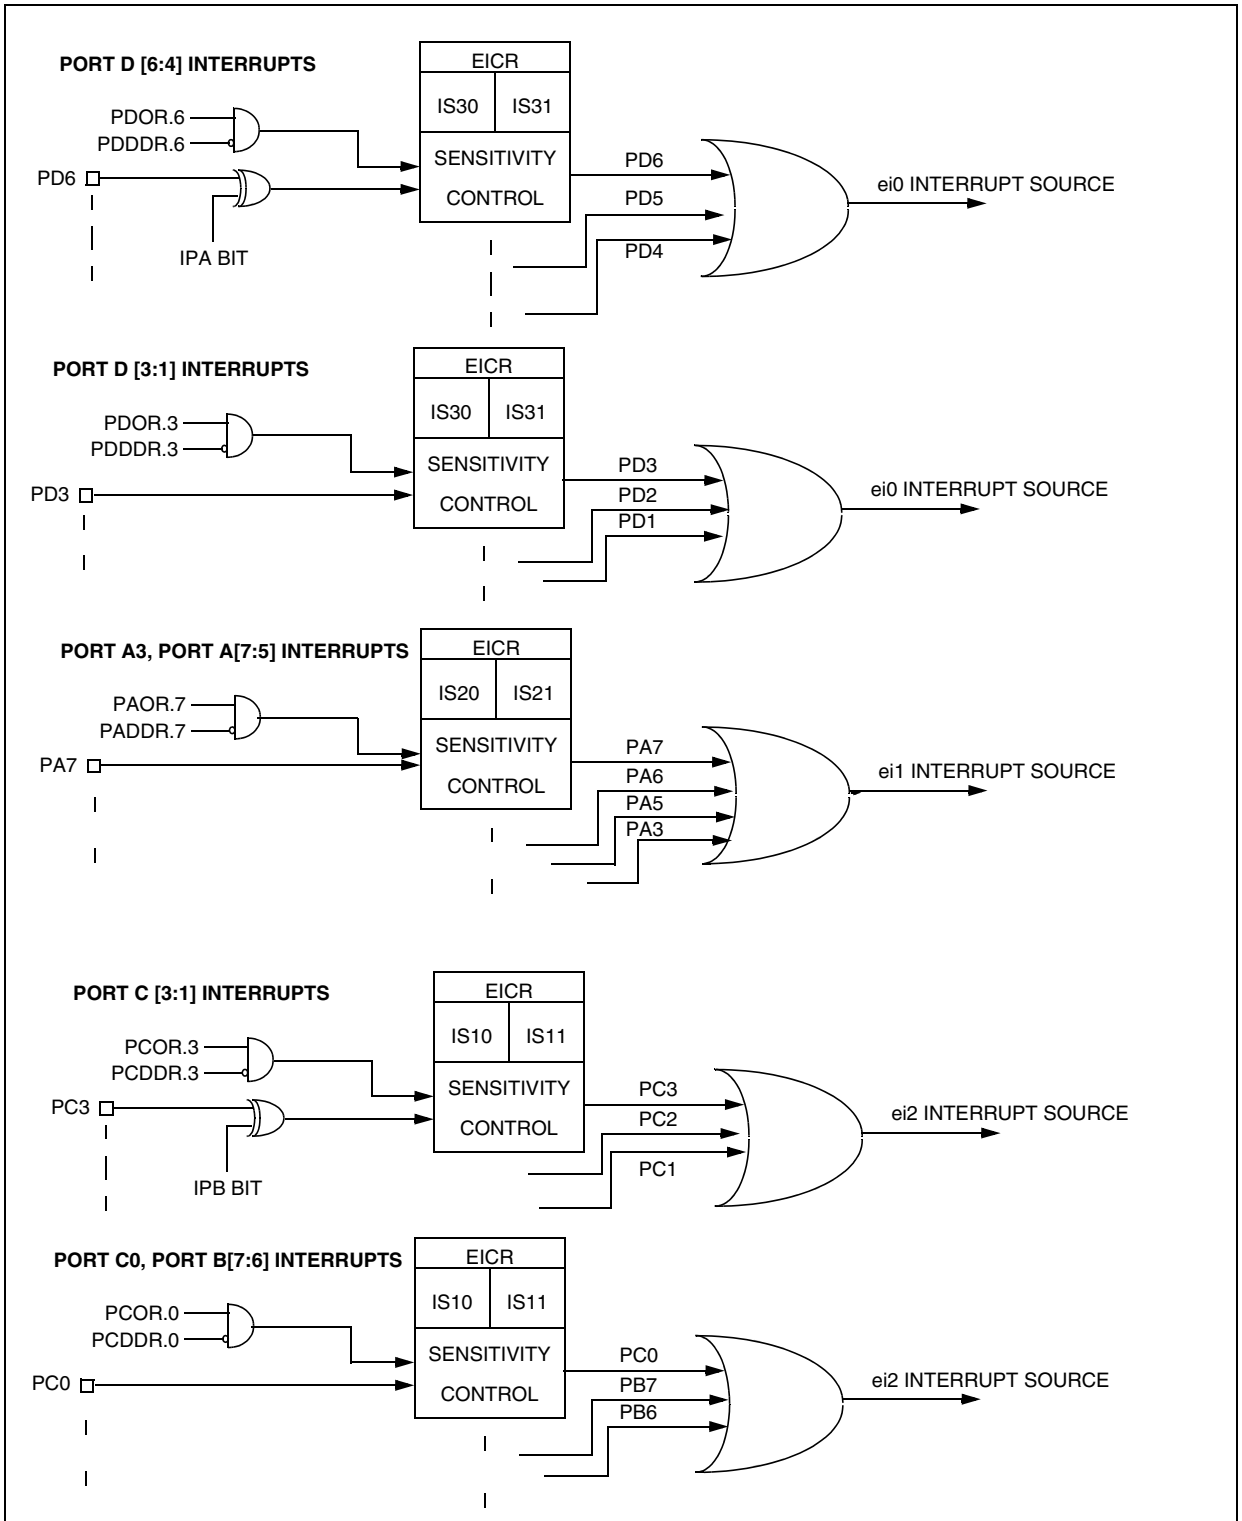 PORT D [6:4] INTERRUPTS
EICR
IS30 IS31
PDOR.6
PDDDR.6
SENSITIVITY
CONTROL
PD6
IPA BIT
PD6
PD5
PD4
ei0 INTERRUPT SOURCE
PORT D [3:1] INTERRUPTS
EICR
IS30 IS31
PDOR.3
PDDDR.3
SENSITIVITY
CONTROL
PD3
PD3
PD2
PD1
ei0 INTERRUPT SOURCE
PORT A3, PORT A[7:5] INTERRUPTS
EICR
IS20 IS21
PAOR.7
PADDR.7
SENSITIVITY
CONTROL
PA7
PA7
PA6
PA5
PA3
ei1 INTERRUPT SOURCE
PORT C [3:1] INTERRUPTS
EICR
IS10 IS11
PCOR.3
PCDDR.3
SENSITIVITY
CONTROL
PC3
IPB BIT
PC3
PC2
PC1
ei2 INTERRUPT SOURCE
PORT C0, PORT B[7:6] INTERRUPTS
EICR
IS10 IS11
PCOR.0
PCDDR.0
SENSITIVITY
CONTROL
PC0
PC0
PB7
PB6
ei2 INTERRUPT SOURCE